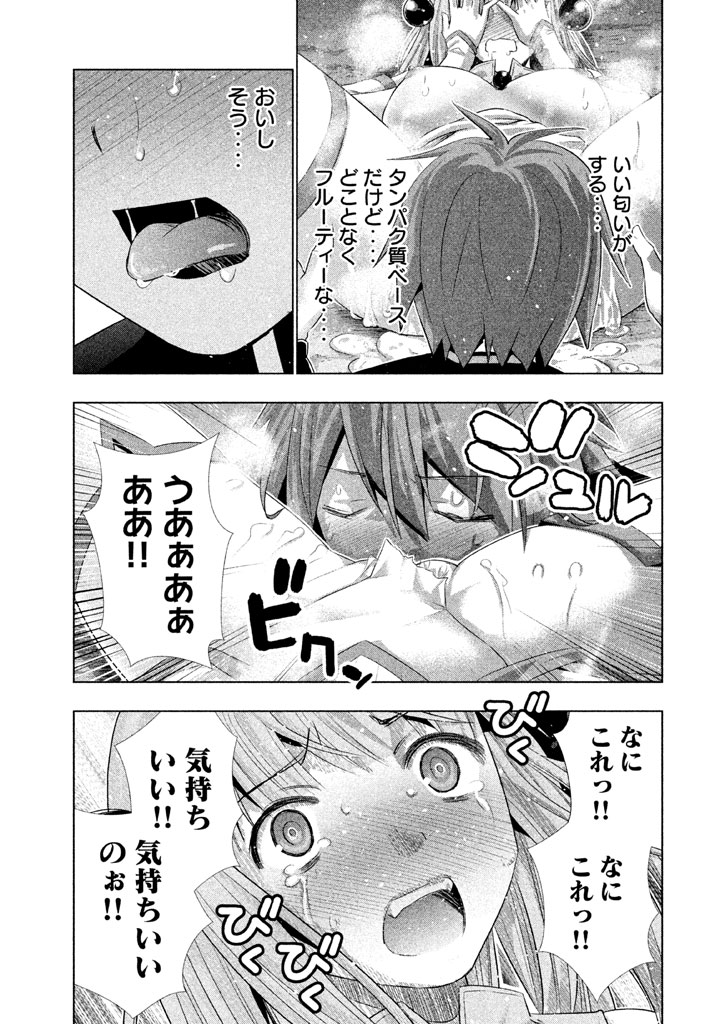 いい匂いが
する‥‥
タンパク質ベース
だけど‥‥
どことなく
フルーティーな‥‥
おいし
そう‥‥
ジュル
うあぁぁぁ
ああ!!
ビクン
なに
これっ!!
なに
これっ!!
びく
気持ち
いい!!
気持ちいい
のぉ!!
びく
びく